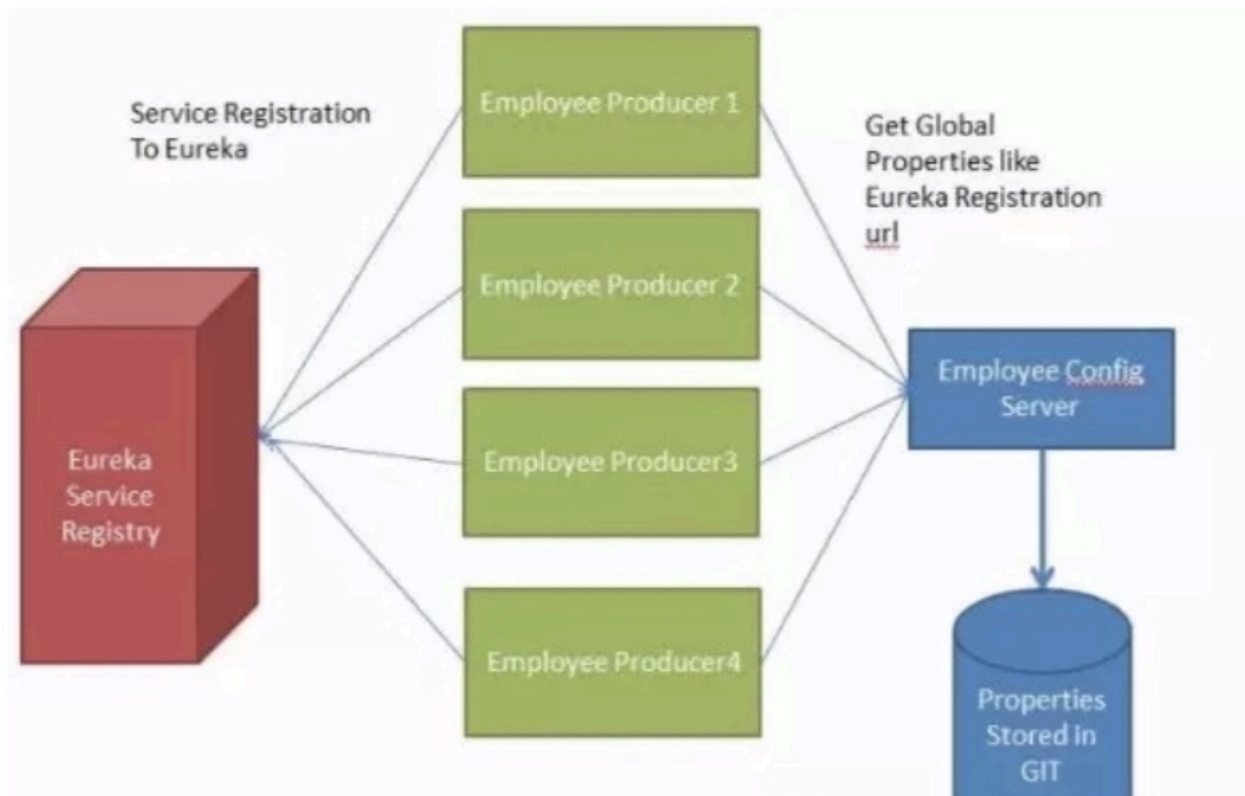 Service Registration
To Eureka
Employee Producer 1
Get Global
Properties like
Eureka Registration
url
Employee Producer 2
Employee Config
Server
Eureka
Service
Registry
Employee Producer3
Employee Producer4
Properties
Stored in
GIT